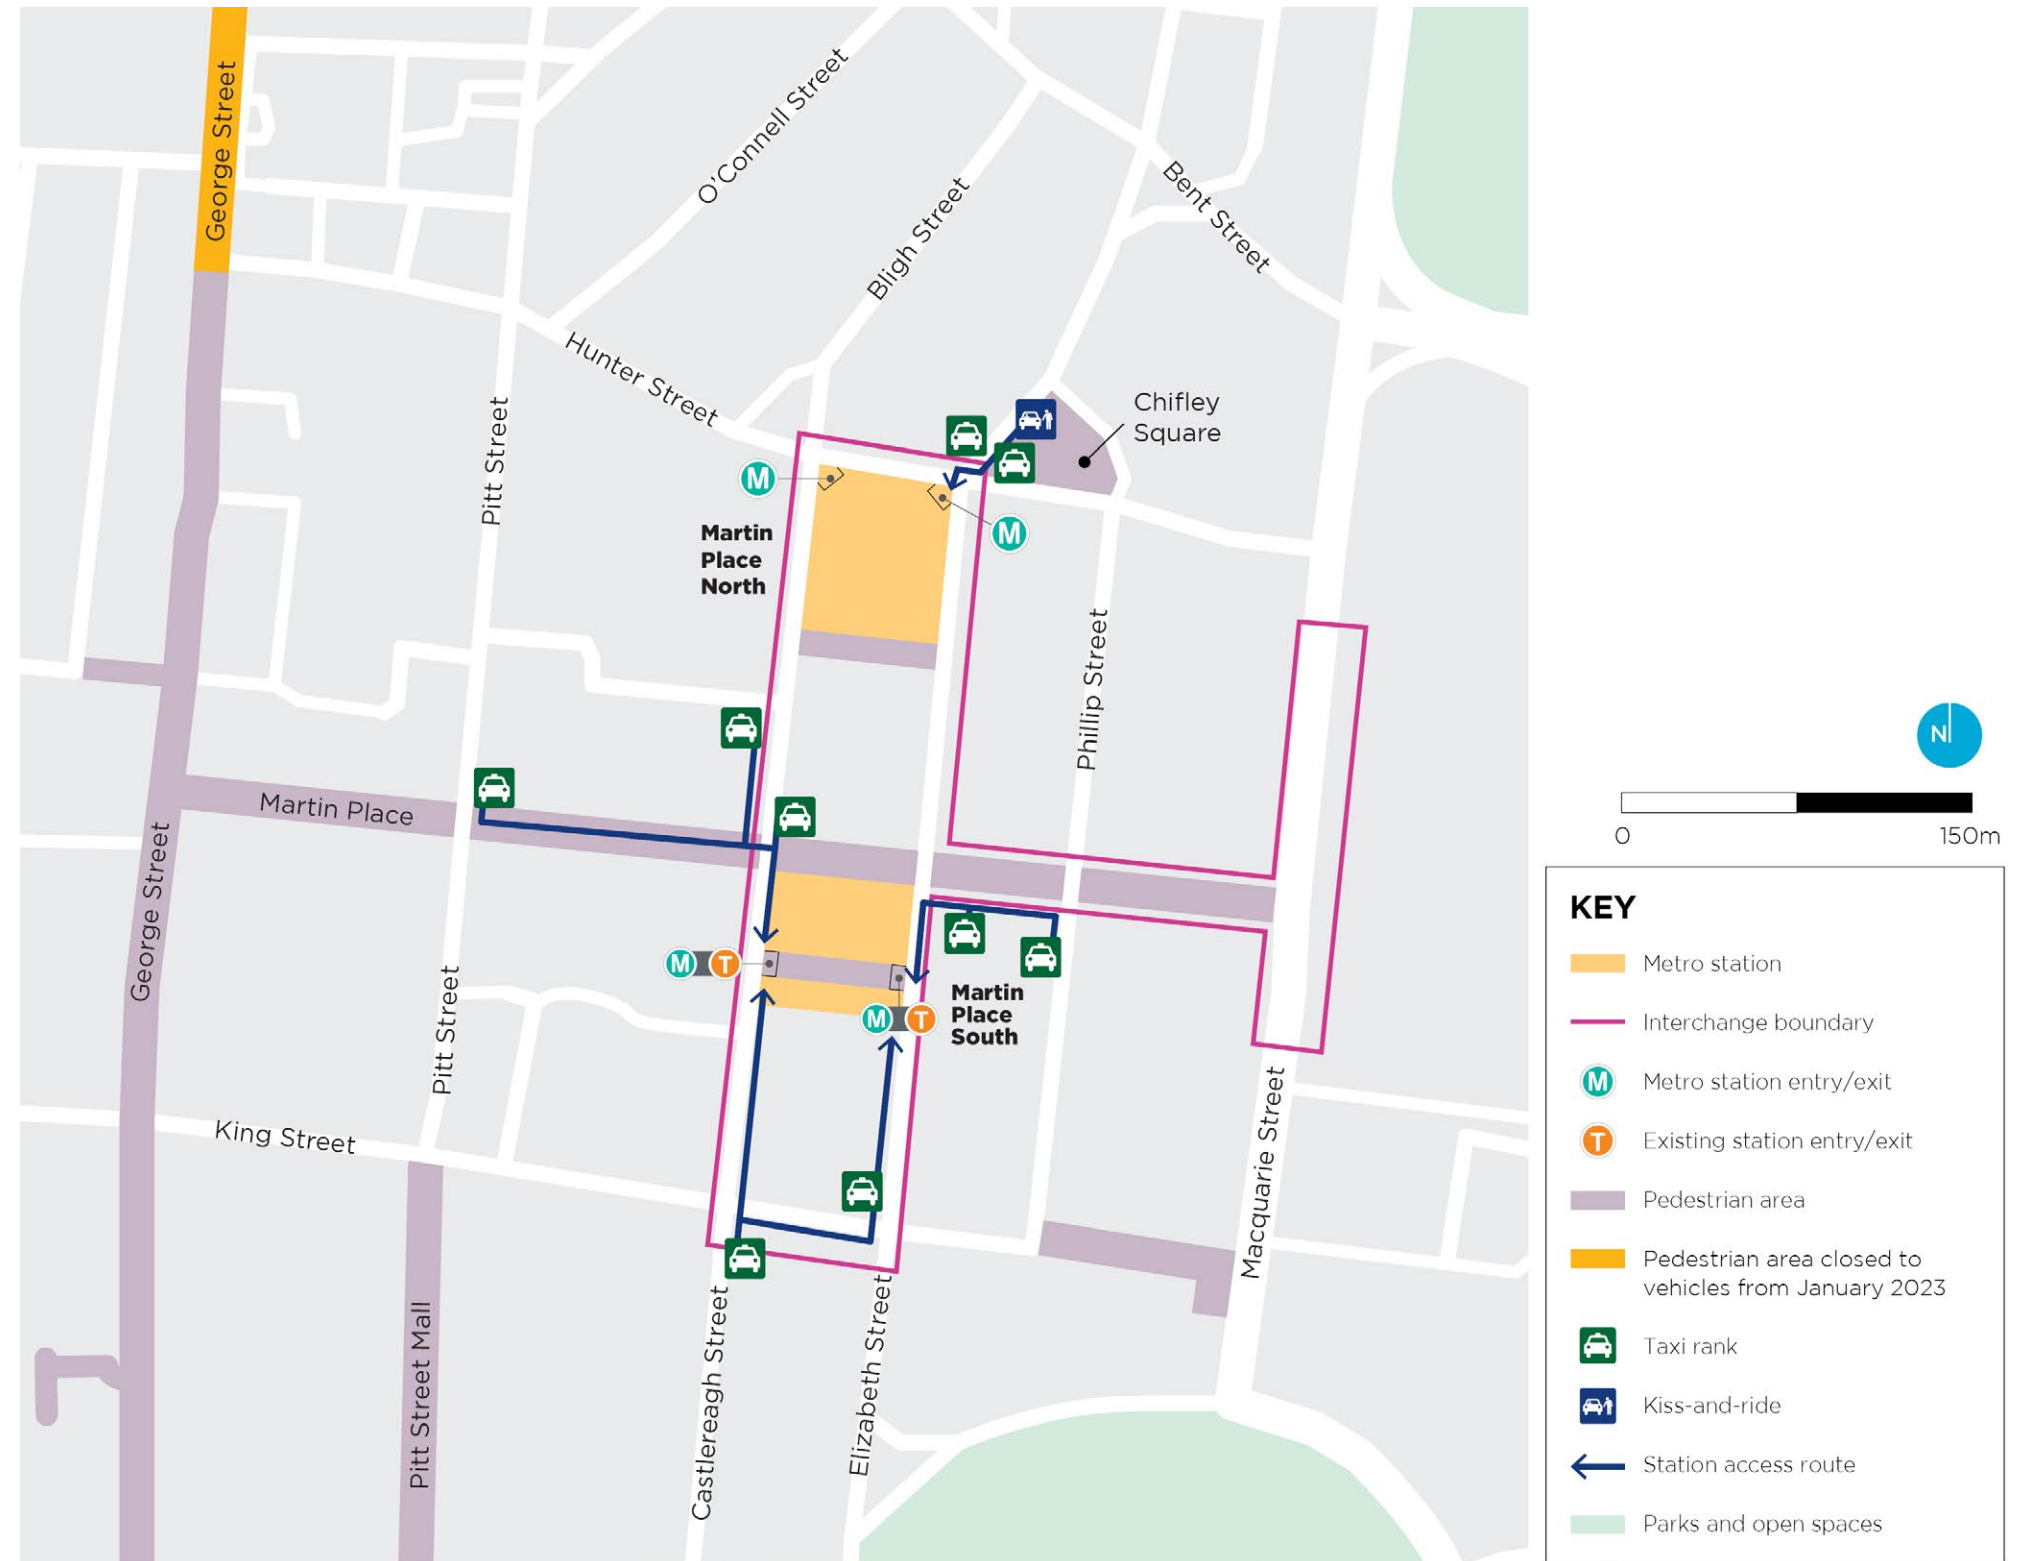 George Street
O'Connell Street
Bligh Street
Bent Street
Hunter Street
Pitt Street
Chifley
Square
M
M
Martin
Place
North
Phillip Street
Martin Place
George Street
M T
M T
Martin
Place
South
Pitt Street
King Street
Macquarie Street
Pitt Street Mall
Castlereagh Street
Elizabeth Street
N
0 150m
KEY
Metro station
Interchange boundary
M Metro station entry/exit
T Existing station entry/exit
Pedestrian area
Pedestrian area closed to
vehicles from January 2023
Taxi rank
Kiss-and-ride
Station access route
Parks and open spaces